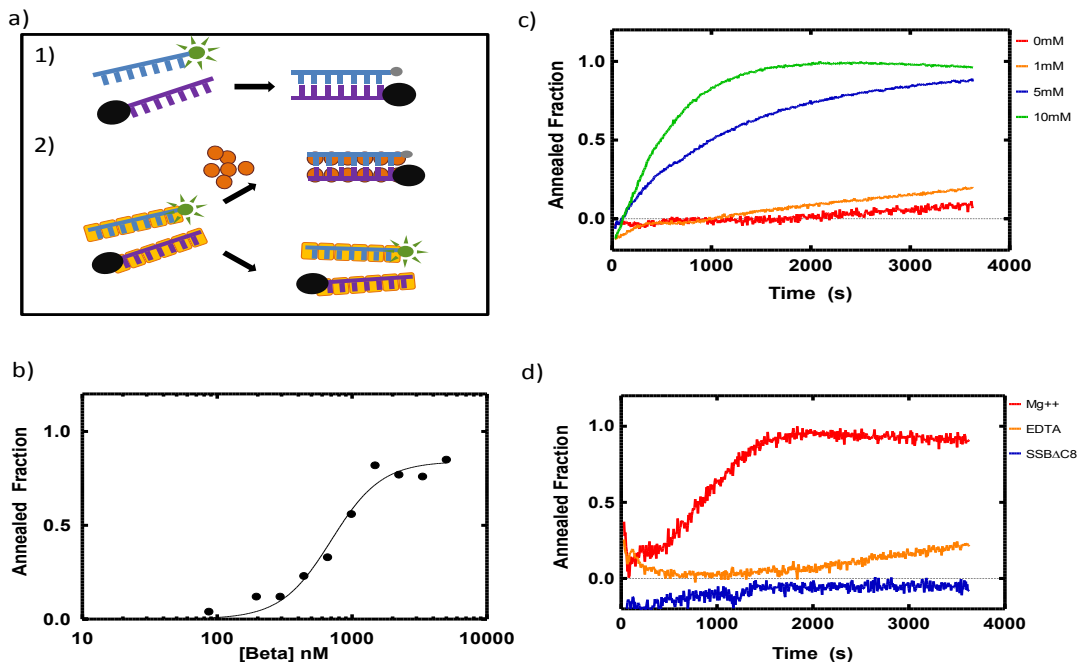 a)
1)
2)
b)
1.0
0.5
0.0
Annealed Fraction
10
100
1000
10000
[Beta] nM
c)
1.0
0.5
0.0
Annealed Fraction
0
1000
2000
3000
4000
Time (s)
0mM
1mM
5mM
10mM
d)
1.0
0.5
0.0
Annealed Fraction
0
1000
2000
3000
4000
Time (s)
Mg++
EDTA
SSBΔC8